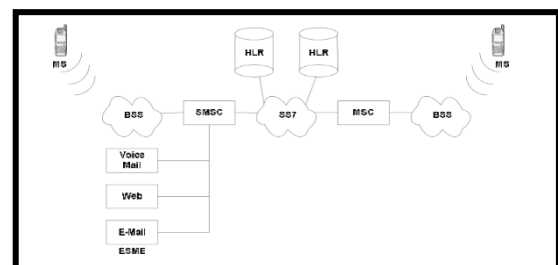 MS
HLR
HLR
MS
BSS
SMSC
SS7
MSC
BSS
Voice
Mail
Web
E-Mail
ESME